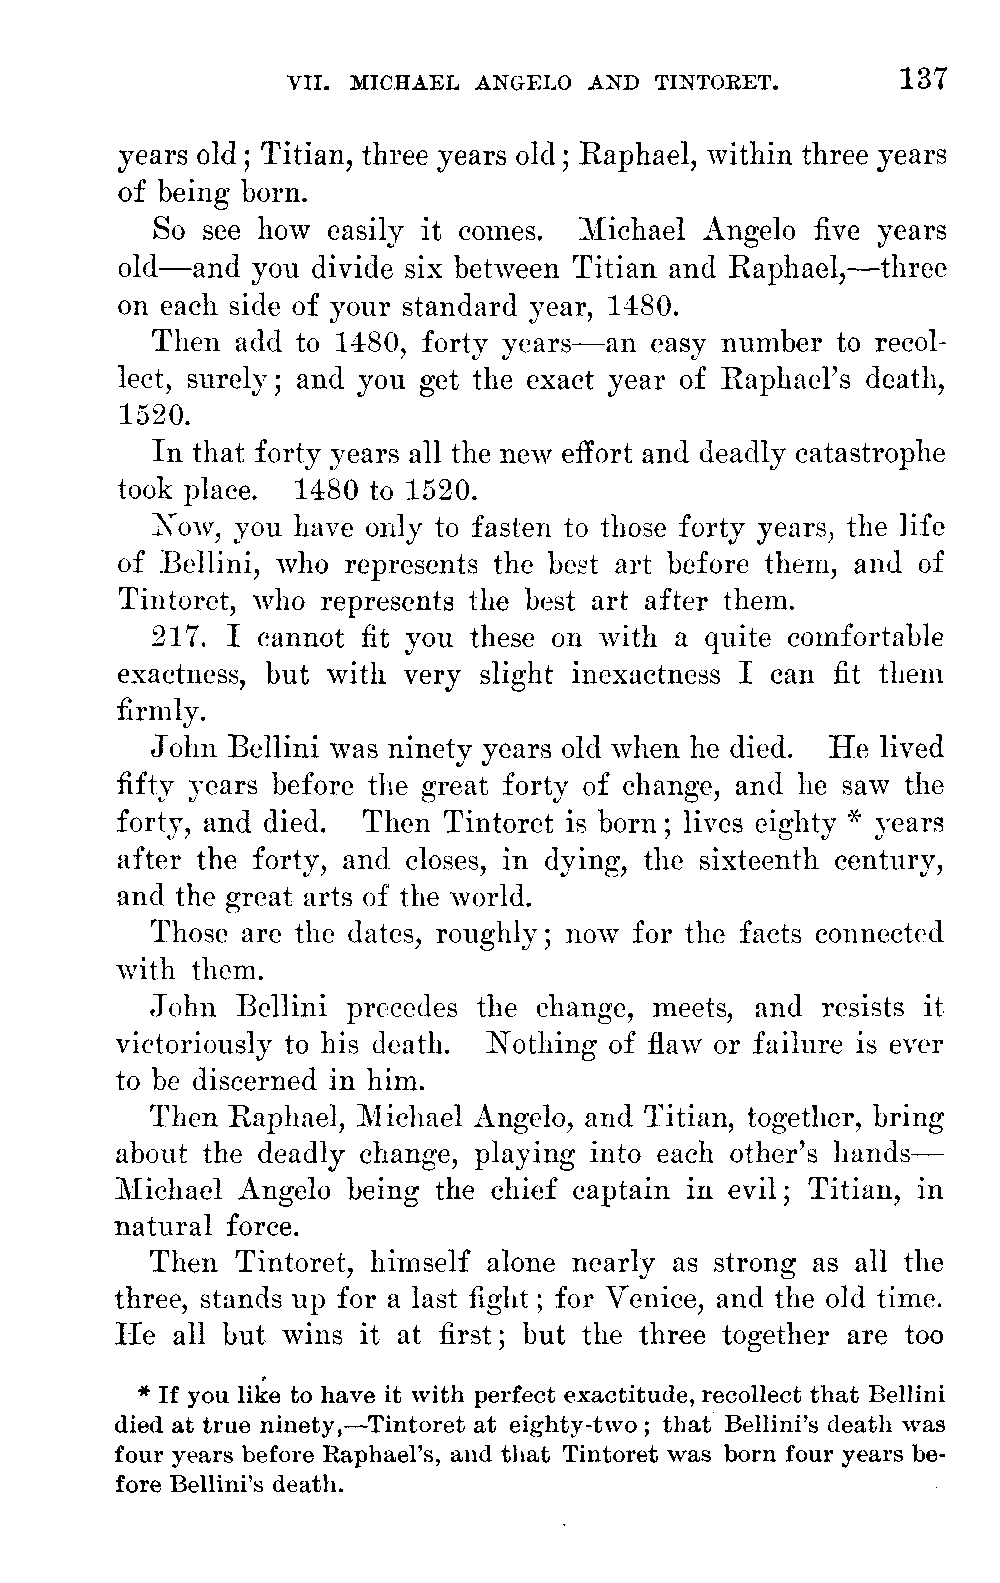 VII. MICHAEL ANGELO AND TINTORET. 137
years old; Titian, three years old; Raphael, within three years
of being born.
So see how easily it comes. Michael Angelo five years
old—and you divide six between Titian and Raphael,—three
on each side of your standard year, 1480.
Then add to 1480, forty years—an easy number to recol-
lect, surely; and you get the exact year of Raphael's death,
1520.
In that forty years all the new effort and deadly catastrophe
took place. 1480 to 1520.
Now, you have only to fasten to those forty years, the life
of Bellini, who represents the best art before them, and of
Tintoret, who represents the best art after them.
217. I cannot fit you these on with a quite comfortable
exactness, but with very slight inexactness I can fit them
firmly.
John Bellini was ninety years old when he died. He lived
fifty years before the great forty of change, and he saw the
forty, and died. Then Tintoret is born; lives eighty * years
after the forty, and closes, in dying, the sixteenth century,
and the great arts of the world.
Those are the dates, roughly; now for the facts connected
with them.
John Bellini precedes the change, meets, and resists it
victoriously to his death. Nothing of flaw or failure is ever
to be discerned in him.
Then Raphael, Michael Angelo, and Titian, together, bring
about the deadly change, playing into each other's hands—
Michael Angelo being the chief captain in evil; Titian, in
natural force.
Then Tintoret, himself alone nearly as strong as all the
three, stands up for a last fight; for Venice, and the old time.
He all but wins it at first; but the three together are too
* If you like to have it with perfect exactitude, recollect that Bellini
died at true ninety,—Tintoret at eighty-two; that Bellini's death was
four years before Raphael's, and that Tintoret was born four years be-
fore Bellini's death.